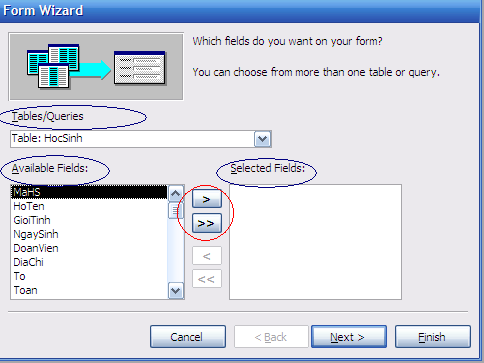 Form Wizard
Which fields do you want on your form?
You can choose from more than one table or query.
Tables/Queries
Table: HocSinh
Available Fields:
Selected Fields:
MaHS
HoTen
GioiTinh
NgaySinh
DoanVien
DiaChi
To
Toan
>
>>
<
<<
Cancel
< Back
Next >
Finish